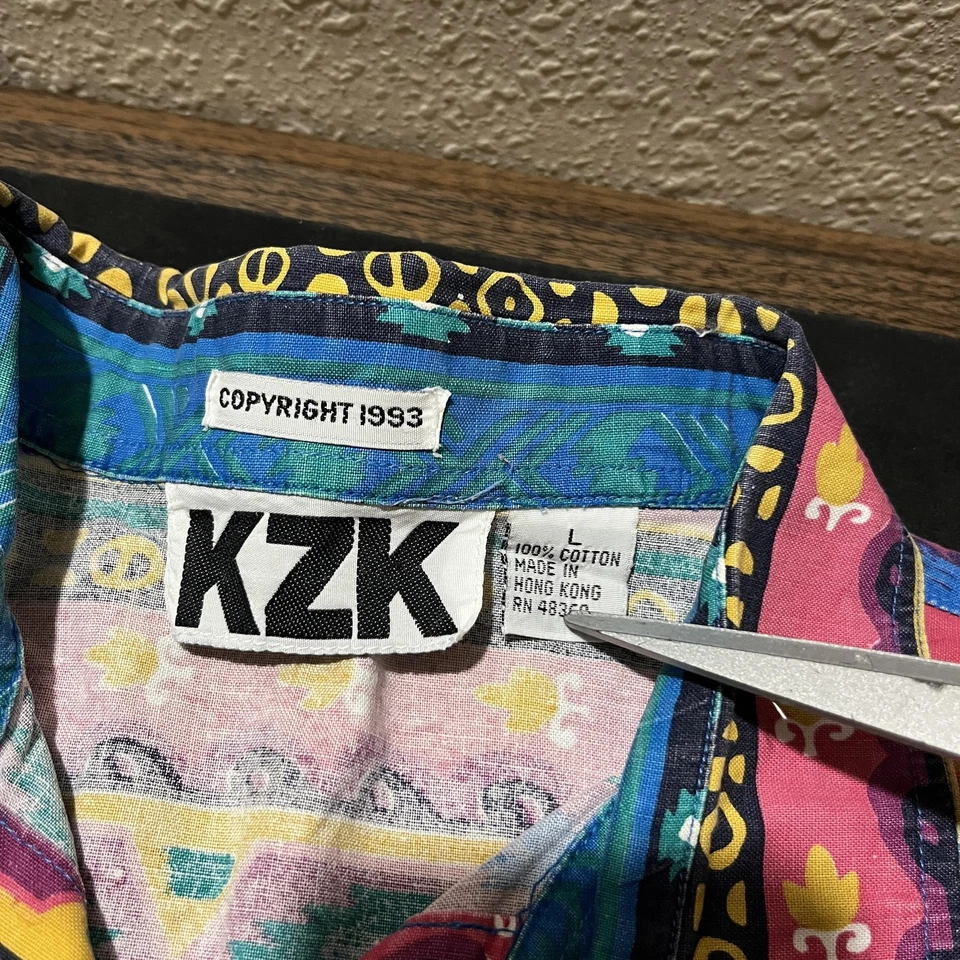 COPYRIGHT 1993
KZK
L
100% COTTON
MADE IN
HONG KONG
RN